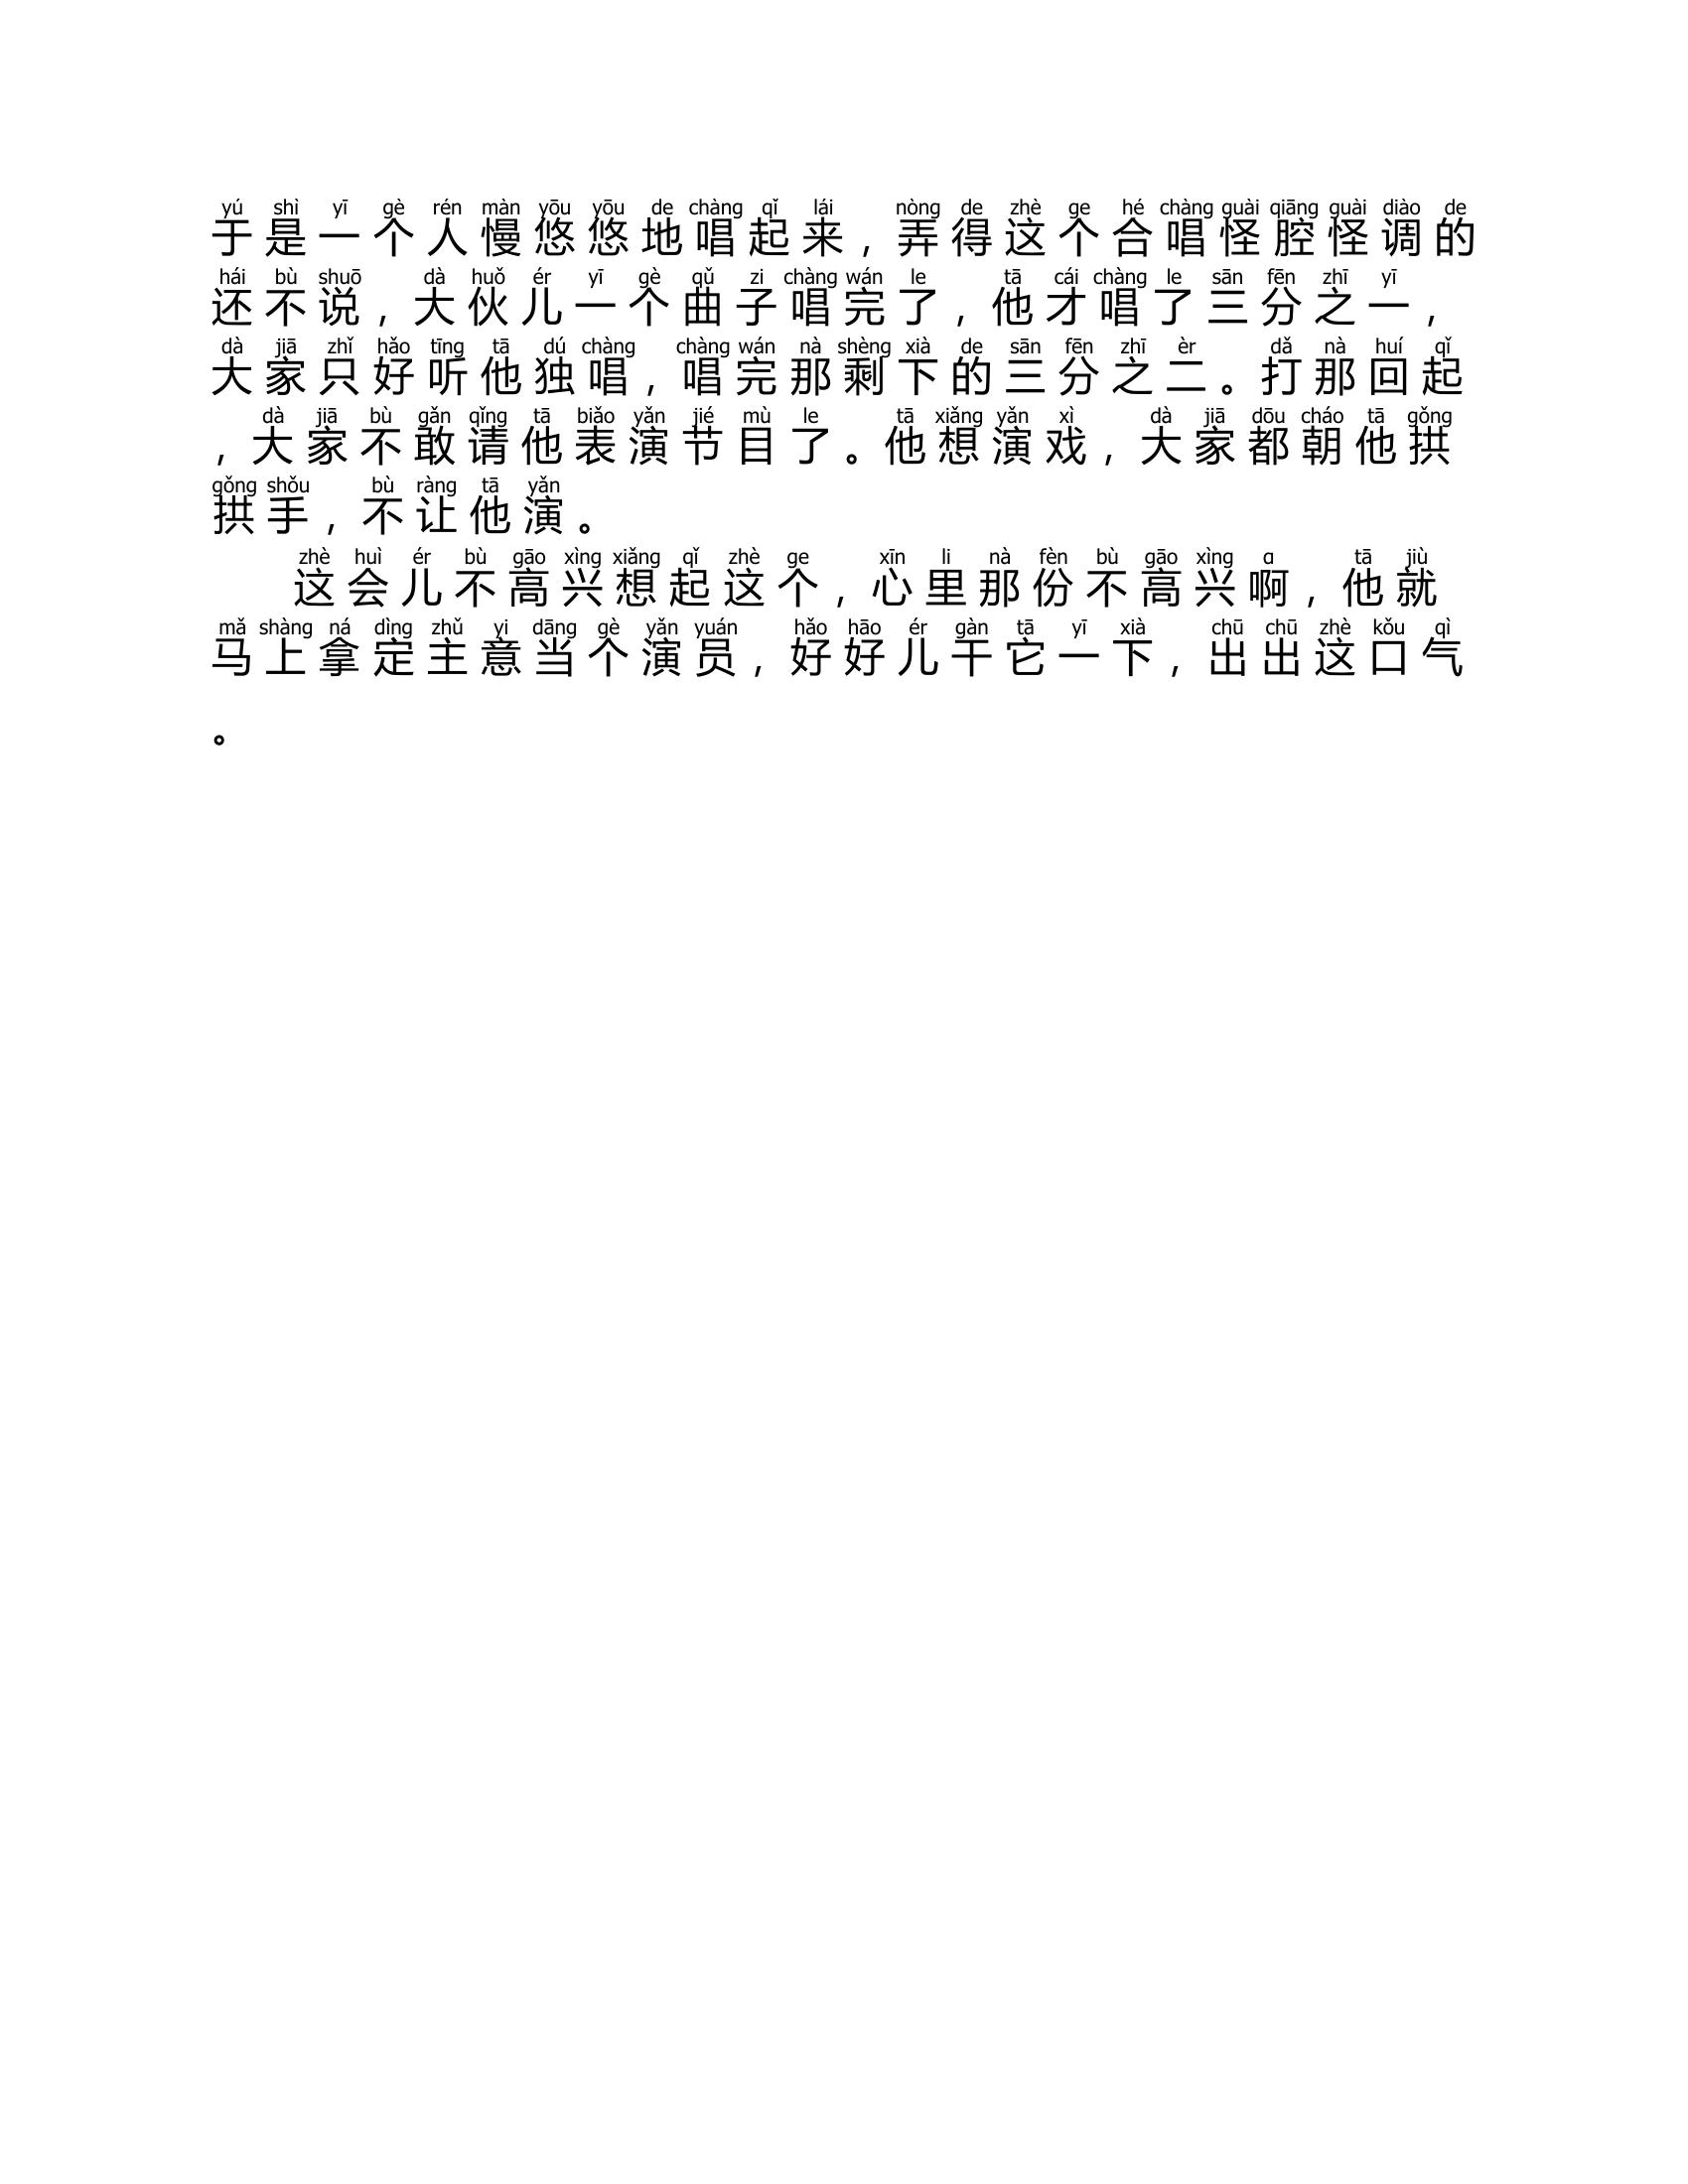 yú shì yī gè rén màn yōu yōu de chàng qǐ lái nòng de zhè ge hé chàng guài qiāng guài diào de
于是一个人慢悠悠地唱起来，弄得这个合唱怪腔怪调的
hái bù shuō dà huǒ ér yī gè qǔ zi chàng wán le tā cái chàng le sān fēn zhī yī
还不说，大伙儿一个曲子唱完了，他才唱了三分之一，
dà jiā zhǐ hǎo tīng tā dú chàng chàng wán nà shèng xià de sān fēn zhī èr dǎ nà huí qǐ
大家只好听他独唱，唱完那剩下的三分之二。打那回起
dà jiā bù gǎn qǐng tā biǎo yǎn jié mù le tā xiǎng yǎn xì dà jiā dōu cháo tā gǒng
，大家不敢请他表演节目了。他想演戏，大家都朝他拱
gǒng shǒu bù ràng tā yǎn
拱手，不让他演。
zhè huì ér bù gāo xìng xiǎng qǐ zhè ge xīn li nà fèn bù gāo xìng ɑ tā jiù
这会儿不高兴想起这个，心里那份不高兴啊，他就
mǎ shàng ná dìng zhǔ yi dāng gè yǎn yuán hǎo hāo ér gàn tā yī xià chū chū zhè kǒu qì
马上拿定主意当个演员，好好儿干它一下，出出这口气
。